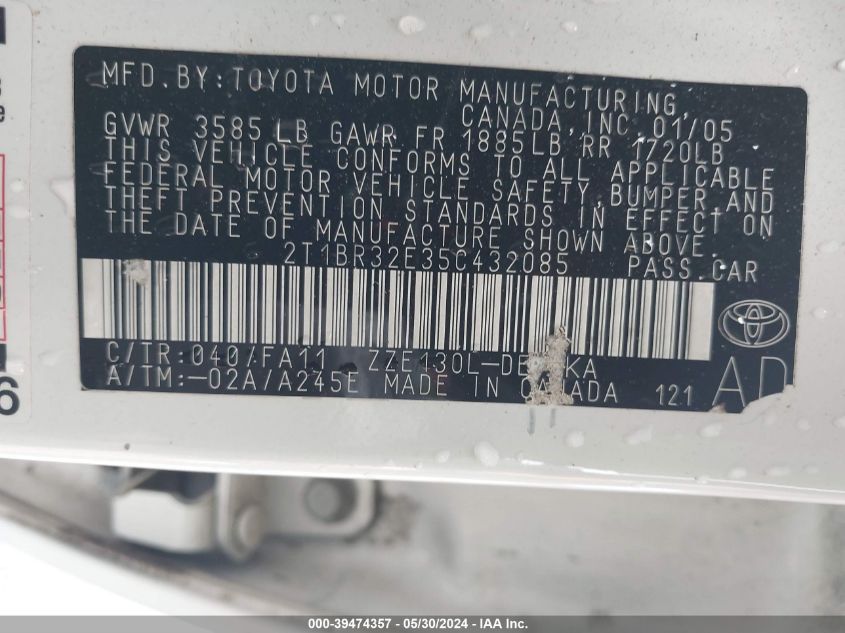 MFD. BY: TOYOTA MOTOR MANUFACTURING,
CANADA, INC. 01/05
GVWR 3585 LB GAWR FR 1885LB RR 1720LB
THIS VEHICLE CONFORMS TO ALL APPLICABLE
FEDERAL MOTOR VEHICLE SAFETY, BUMPER, AND
THEFT PREVENTION STANDARDS IN EFFECT ON
THE DATE OF MANUFACTURE SHOWN ABOVE.
2T1BR32E35C432085 PASS. CAR
C/TR: 040/FA11
A/TM:-02A/A245E MADE IN CANADA 121
AD
6
000 - 39474357 - 05/30/2024 - IAA Inc.